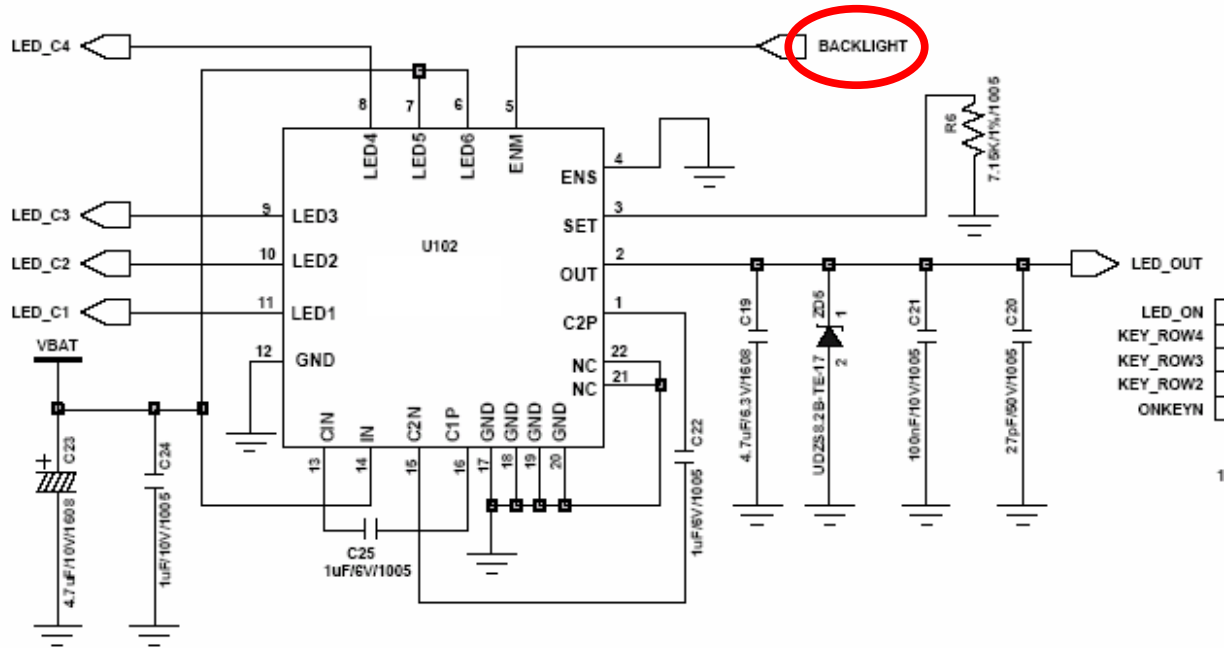 LED_C4
BACKLIGHT
8
7
6
5
LED4
LED5
LED6
ENM
R6
7.15K/1%/1005
4
ENS
LED_C3
9
LED3
3
SET
U102
LED_C2
10
LED2
2
OUT
LED_OUT
LED_C1
11
LED1
1
C2P
C19
4.7uF/6.3V/1608
ZD5
1
2
UDZS8.2B-TE-17
C21
100nF/10V/1005
C20
27pF/50V/1005
LED_ON
KEY_ROW4
KEY_ROW3
KEY_ROW2
ONKEYN
VBAT
12
GND
22
NC
21
NC
CIN
IN
C2N
C1P
GND
GND
GND
GND
13
14
15
16
17
18
19
20
C22
1uF/6V/1005
+
C23
4.7uF/10V/1608
C24
1uF/10V/1005
C25
1uF/6V/1005
1